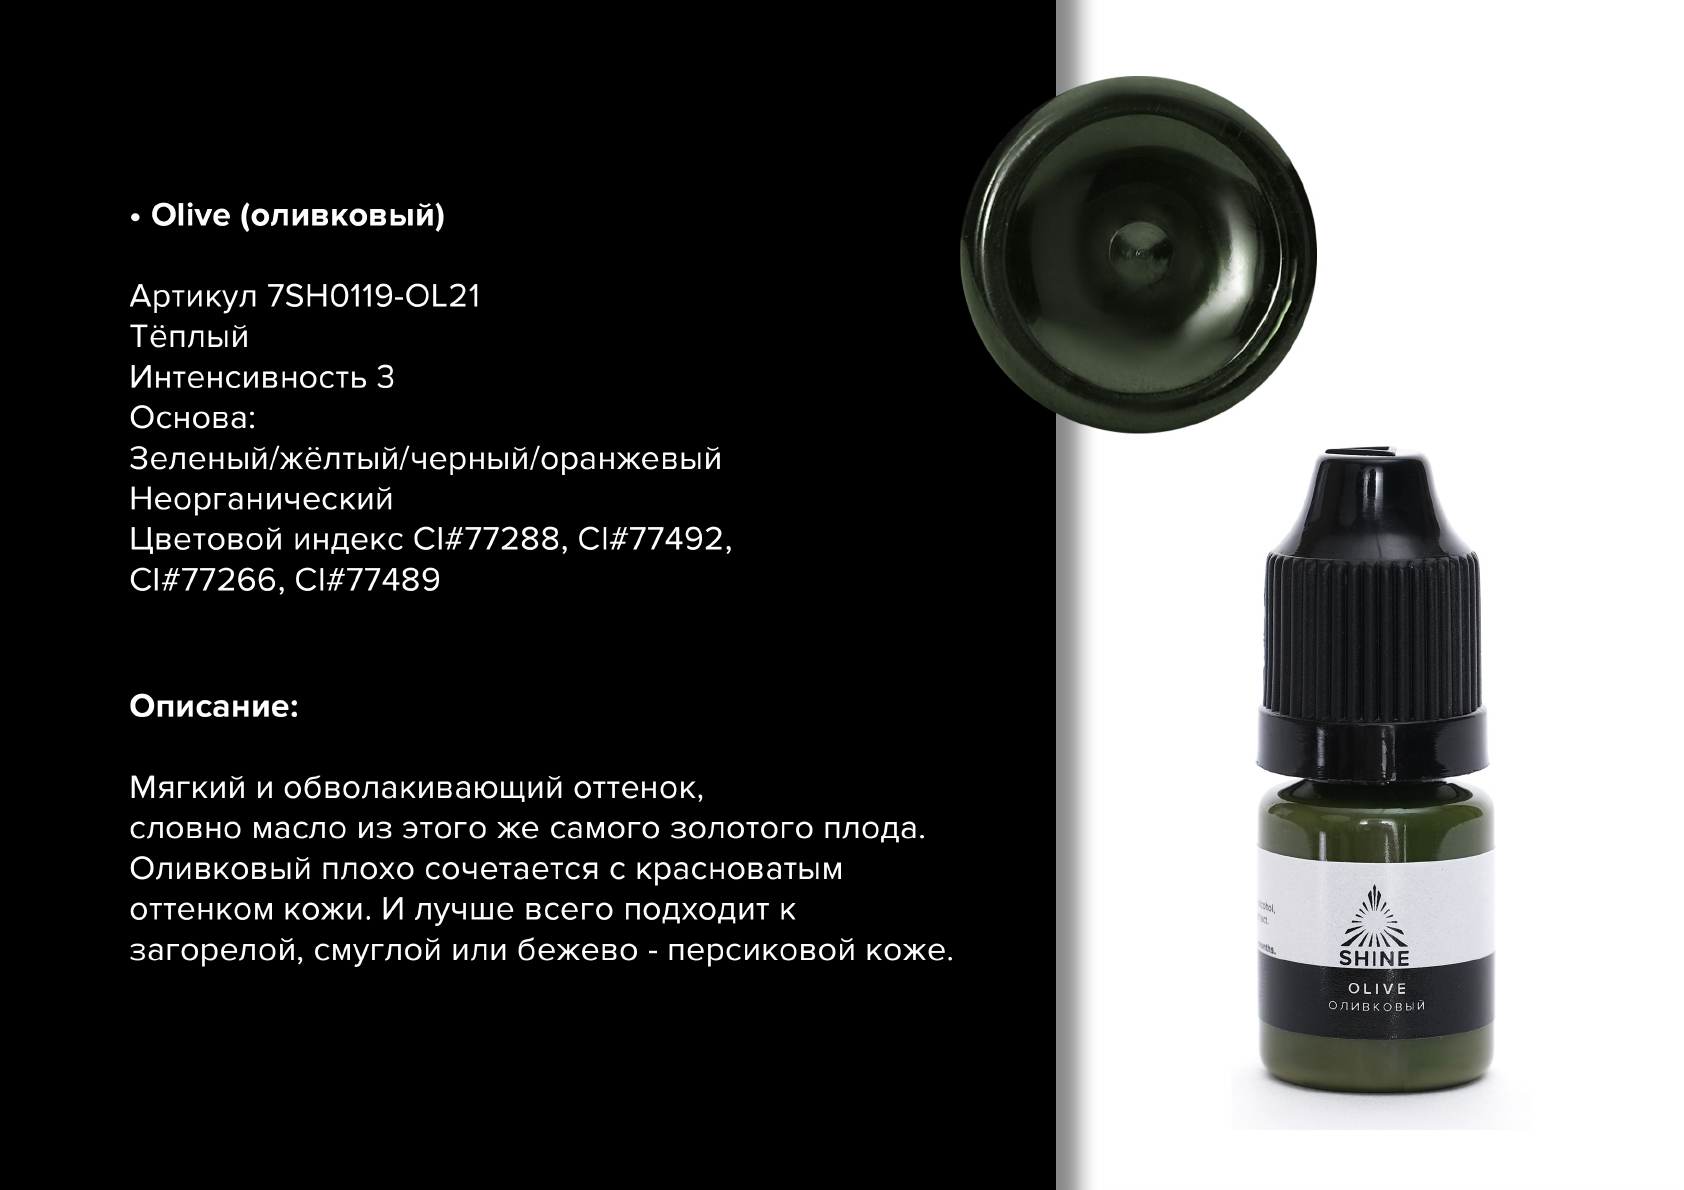 • Olive (оливковый)
Артикул 7SH0119-OL21
Тёплый
Интенсивность 3
Основа:
Зеленый/жёлтый/черный/оранжевый
Неорганический
Цветовой индекс CI#77288, CI#77492,
CI#77266, CI#77489
Описание:
Мягкий и обволакивающий оттенок,
словно масло из этого же самого золотого плода.
Оливковый плохо сочетается с красноватым
оттенком кожи. И лучше всего подходит к
загорелой, смуглой или бежево - персиковой коже.
SHINE
OLIVE
ОЛИВКОВЫЙ